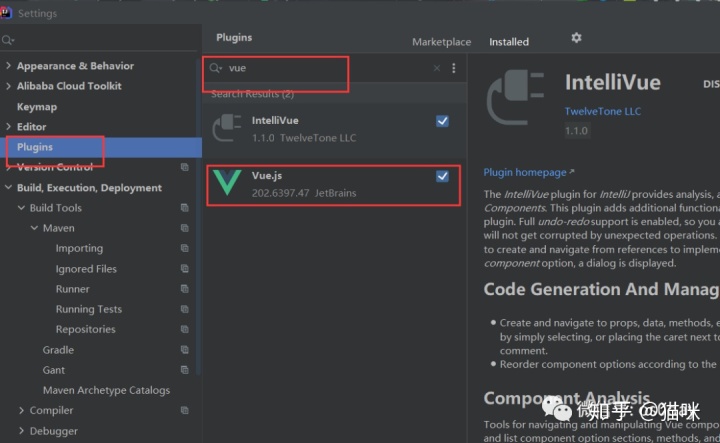 Settings
Plugins
Marketplace
Installed
Appearance & Behavior
Alibaba Cloud Toolkit
Keymap
Editor
Plugins
Version Control
Build, Execution, Deployment
Build Tools
Maven
Importing
Ignored Files
Runner
Running Tests
Repositories
Gradle
Gant
Maven Archetype Catalogs
Compiler
Debugger
vue
Search Results (2)
IntelliVue
1.1.0 TwelveTone LLC
Vue.js
202.6397.47 JetBrains
IntelliVue
DIS
TwelveTone LLC
1.1.0
Plugin homepage
The IntelliVue plugin for IntelliJ provides analysis, a
Components. This plugin adds additional functional
plugin. Full undo-redo support is enabled, so you a
will not get corrupted by unexpected operations.
to create and navigate from references to implem
component option, a dialog is displayed.
Code Generation And Manag
Create and navigate to props, data, methods, e
by simply selecting, or placing the caret next to
comment.
Reorder component options according to the
Component Analysis
知乎 @猫咪
Tools for navigating and manipulating Vue compo
and list component option sections, methods, and